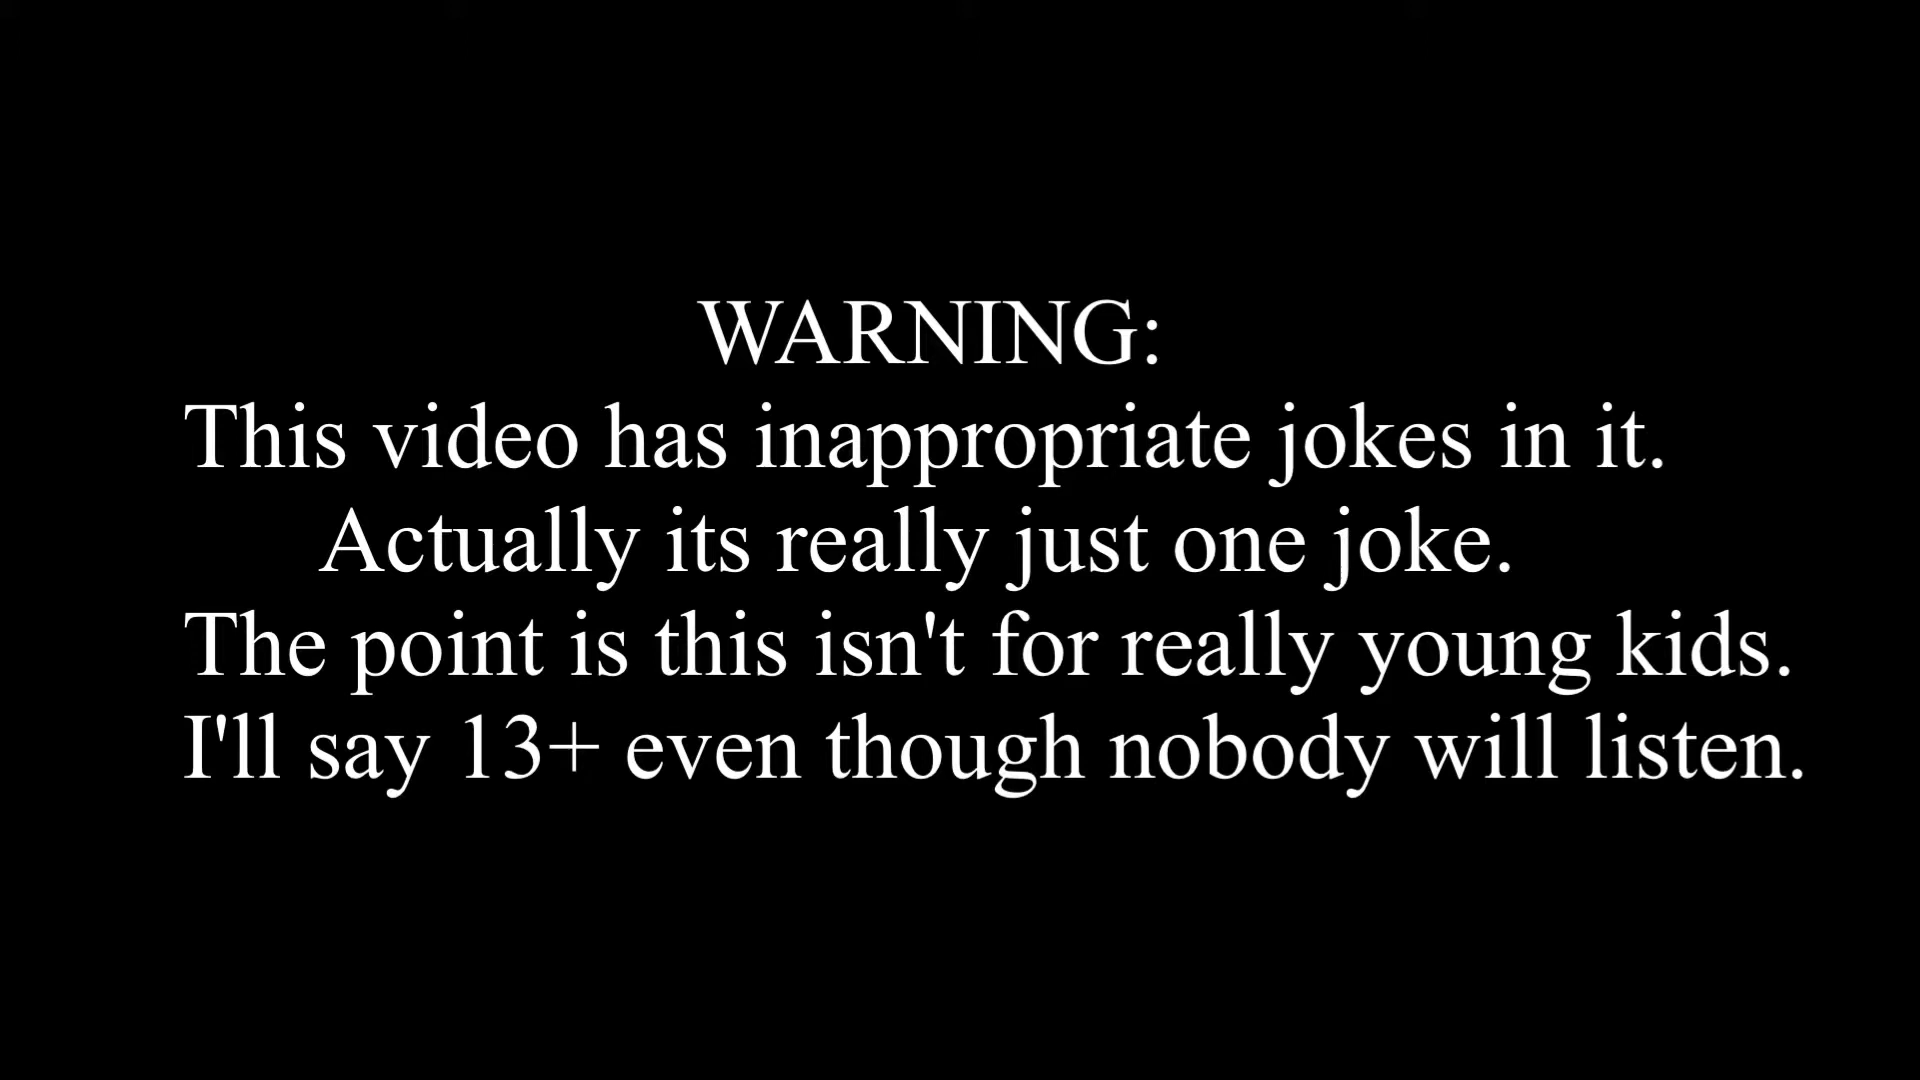 WARNING:
This video has inappropriate jokes in it.
Actually its really just one joke.
The point is this isn't for really young kids.
I'll say 13+ even though nobody will listen.